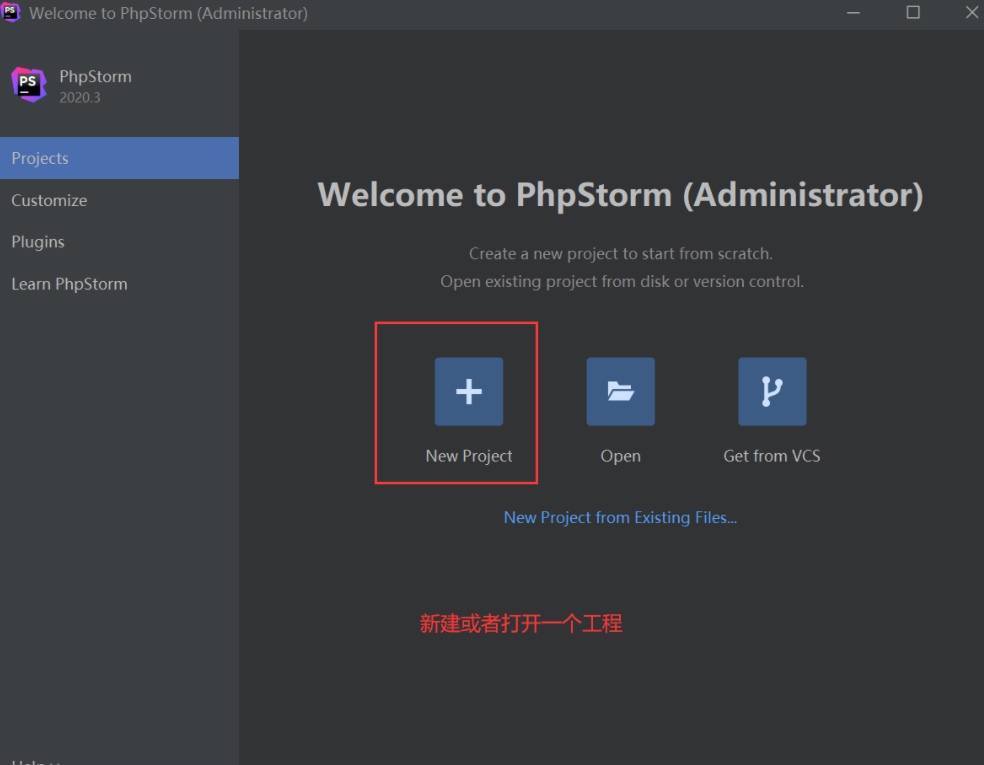 PS Welcome to PhpStorm (Administrator)
PS
PhpStorm
2020.3
Projects
Customize
Plugins
Learn PhpStorm
Welcome to PhpStorm (Administrator)
Create a new project to start from scratch.
Open existing project from disk or version control.
New Project
Open
Get from VCS
New Project from Existing Files...
新建或者打开一个工程